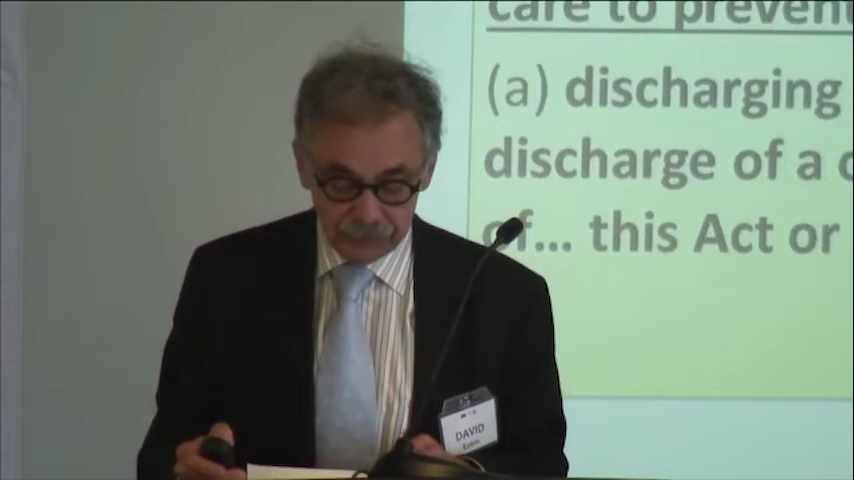 care to prevent
(a) discharging
discharge of a c
of... this Act or
DAVID